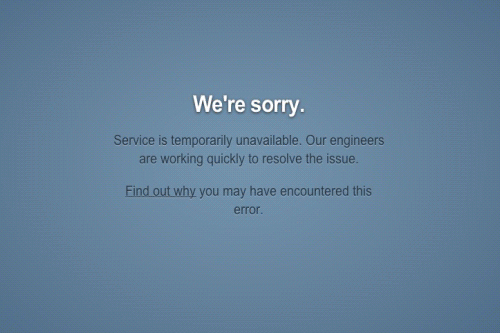 We're sorry.
Service is temporarily unavailable. Our engineers
are working quickly to resolve the issue.
Find out why you may have encountered this
error.